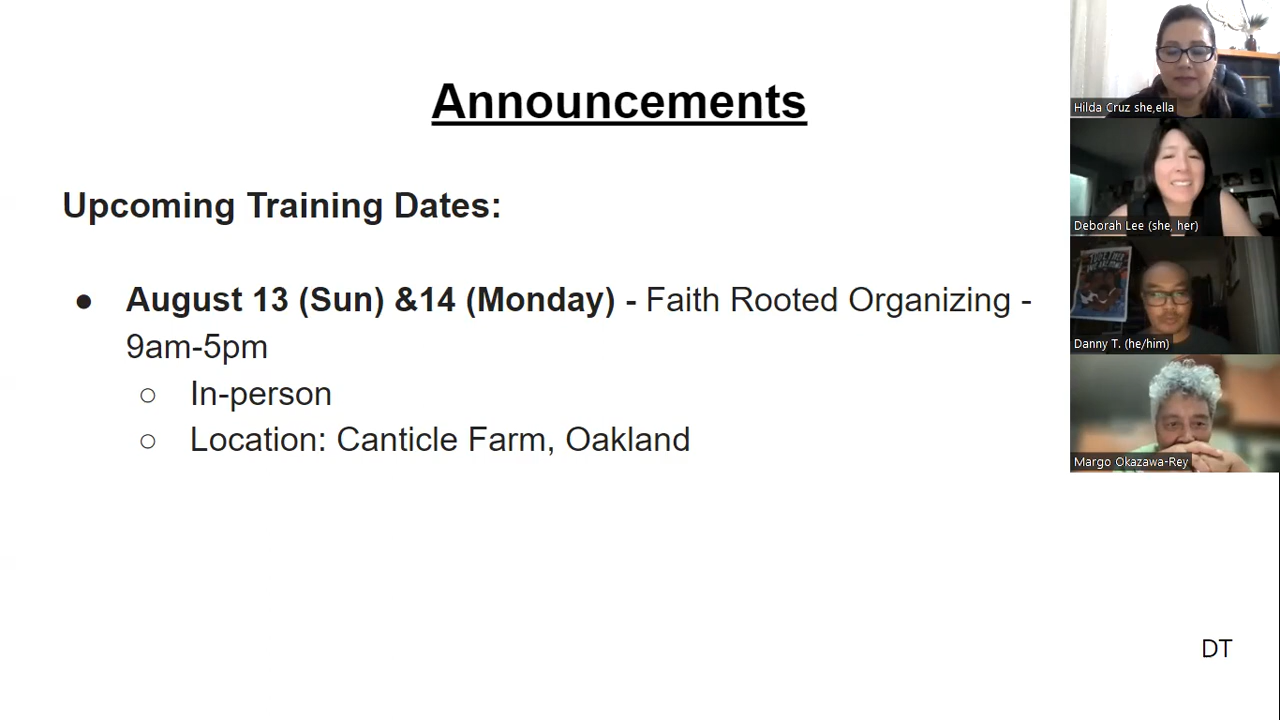 Announcements
Upcoming Training Dates:
● August 13 (Sun) &14 (Monday) - Faith Rooted Organizing -
9am-5pm
○ In-person
○ Location: Canticle Farm, Oakland
DT
Hilda Cruz she,ella
Deborah Lee (she, her)
Danny T. (he/him)
Margo Okazawa-Rey